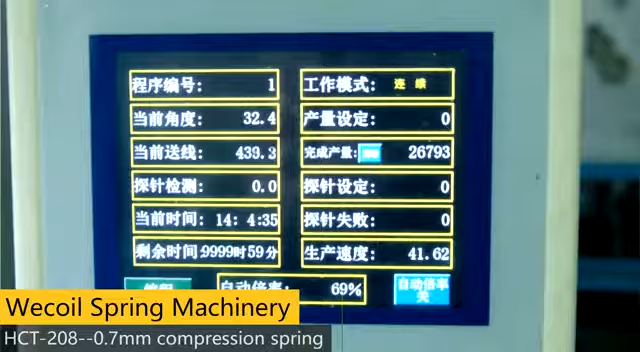 程序编号: 1
工作模式: 连续
当前角度: 32.4
产量设定: 0
当前送线: 439.3
完成产量: 26793
探针检测: 0.0
探针设定: 0
当前时间: 14: 4:35
探针失败: 0
剩余时间:9999时59分
生产速度: 41.62
自动倍率: 69%
自动倍率
关
Wecoil Spring Machinery
HCT-208--0.7mm compression spring